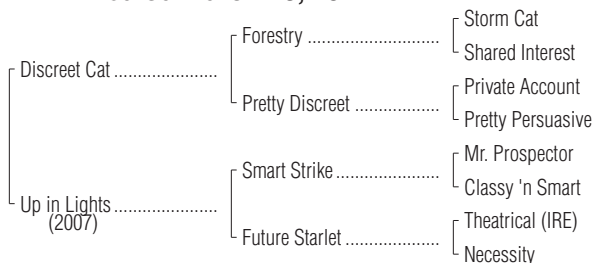 Storm Cat
Forestry ................................
Shared Interest
Discreet Cat ........................
Private Account
Pretty Discreet ....................
Pretty Persuasive
Mr. Prospector
Smart Strike .........................
Classy 'n Smart
Up in Lights ........................
(2007)
Theatrical (IRE)
Future Starlet .......................
Necessity